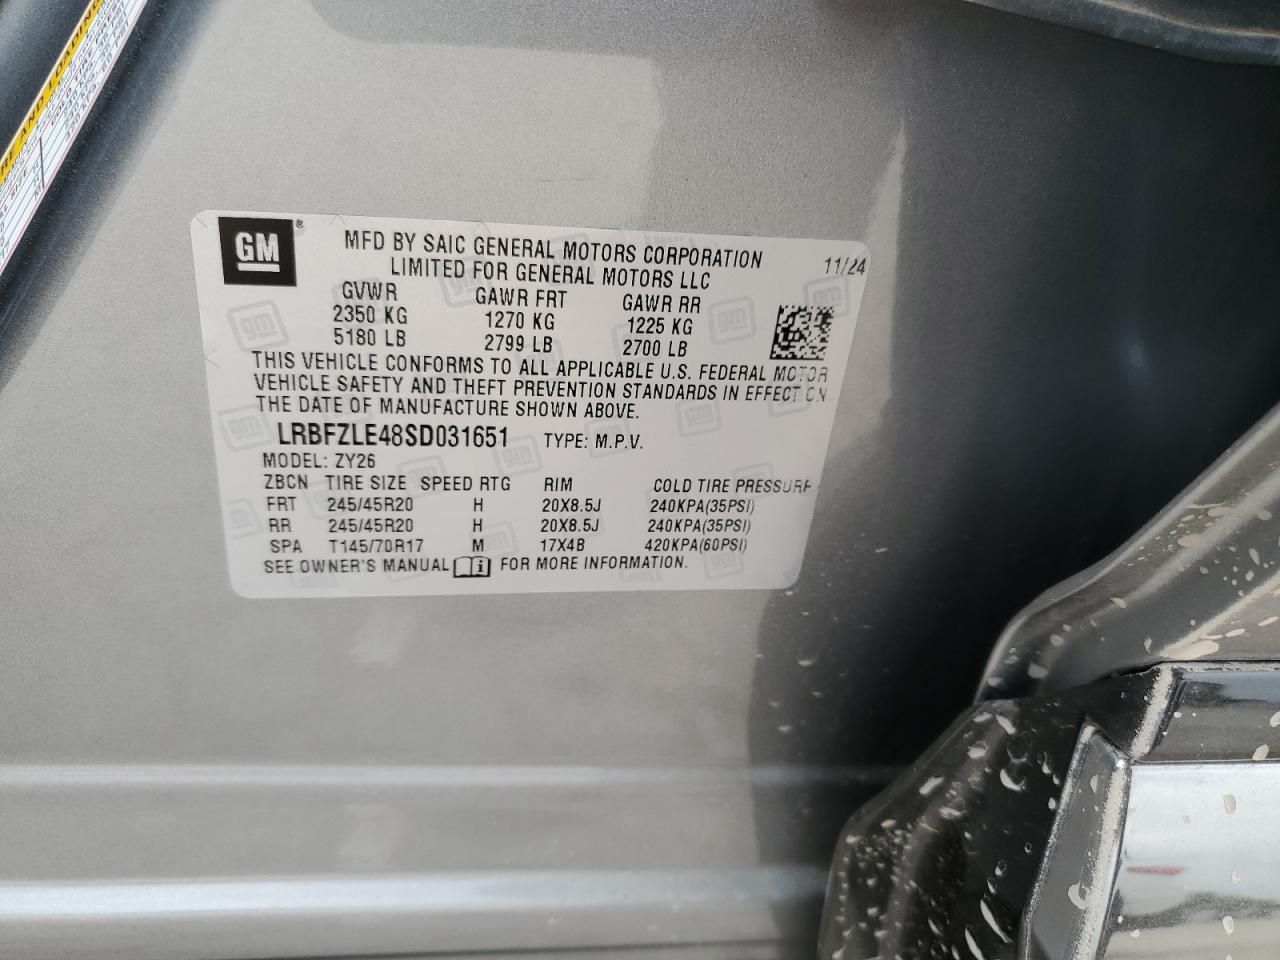 RE AND LOADING
GM®
MFD BY SAIC GENERAL MOTORS CORPORATION
LIMITED FOR GENERAL MOTORS LLC
11/24
GVWR GAWR FRT GAWR RR
2350 KG 1270 KG 1225 KG
5180 LB 2799 LB 2700 LB
THIS VEHICLE CONFORMS TO ALL APPLICABLE U.S. FEDERAL MOTOR
VEHICLE SAFETY AND THEFT PREVENTION STANDARDS IN EFFECT ON
THE DATE OF MANUFACTURE SHOWN ABOVE.
LRBFZLE48SD031651 TYPE: M.P.V.
MODEL: ZY26
ZBCN TIRE SIZE SPEED RTG RIM COLD TIRE PRESSURE
FRT 245/45R20 H 20X8.5J 240KPA(35PSI)
RR 245/45R20 H 20X8.5J 240KPA(35PSI)
SPA T145/70R17 M 17X4B 420KPA(60PSI)
SEE OWNER'S MANUAL i FOR MORE INFORMATION.